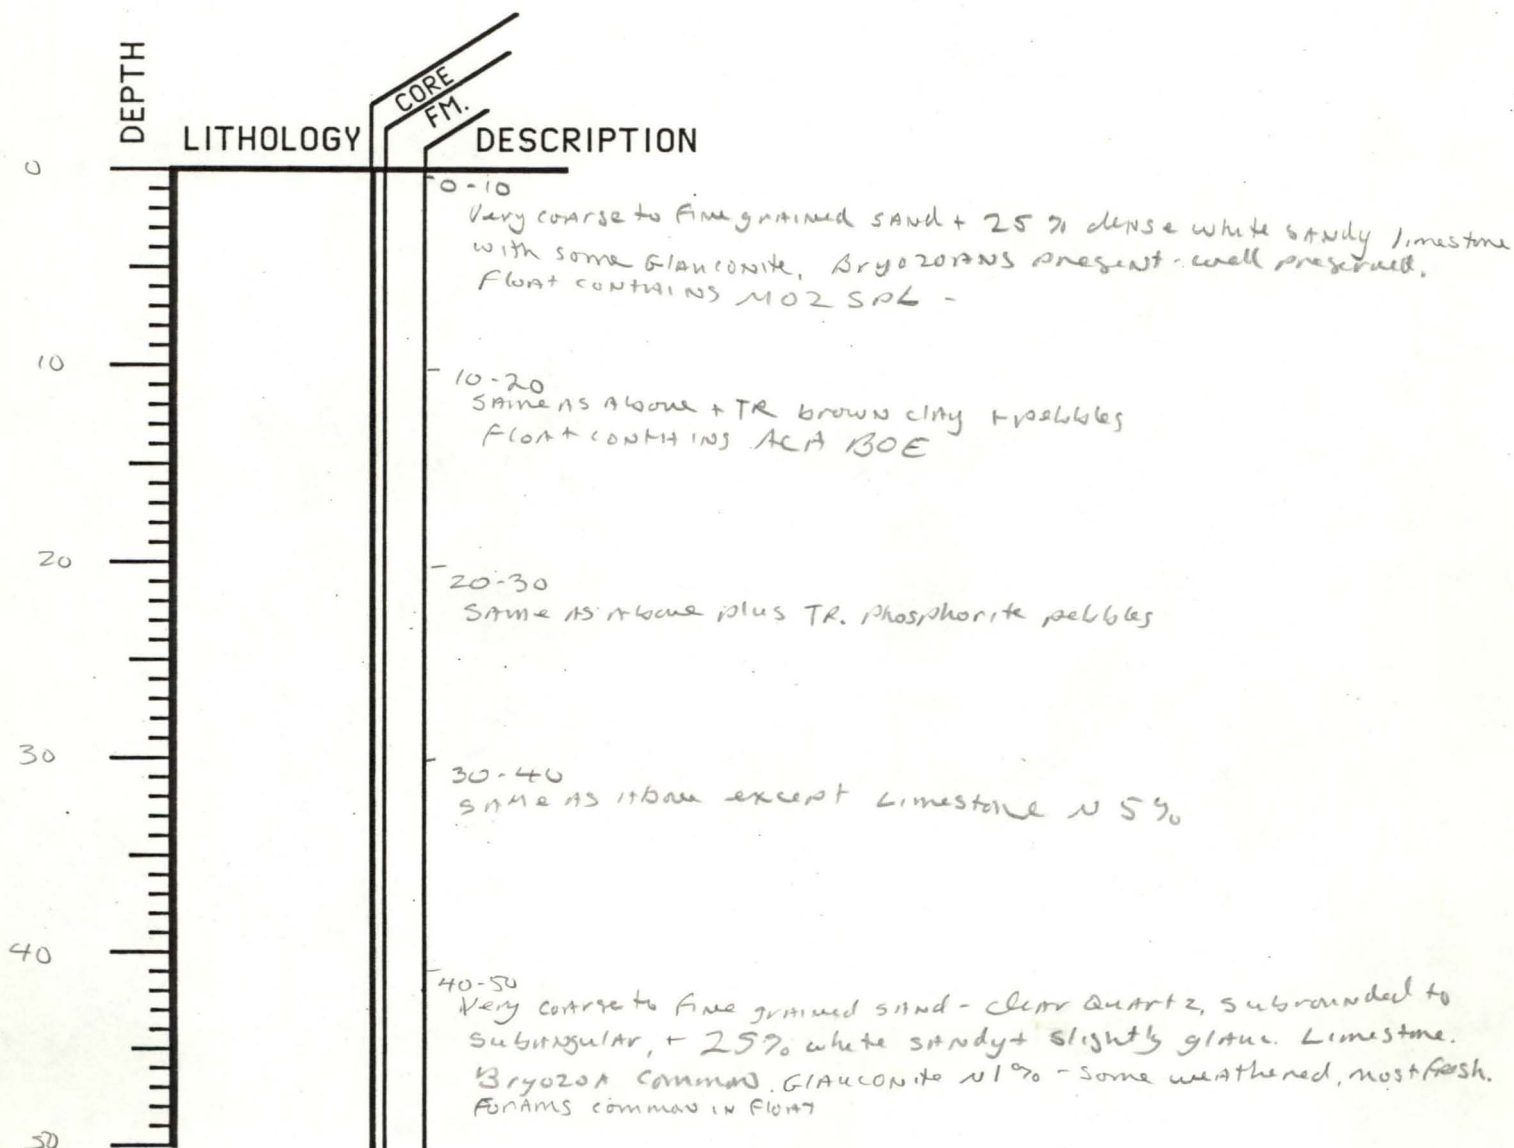 DEPTH
LITHOLOGY
CORE
FM.
DESCRIPTION
0
0-10
Very coarse to fine grained sand + 25% dense white sandy limestone
with some Glauconite. Bryozoans present - well preserved.
Float contains MO2 SPL -
10
10-20
Same as Above + TR brown clay + pebbles
Float contains ACA BOE
20
20-30
Same as Above plus TR. phosphorite pebbles
30
30-40
Same as Above except Limestone ~ 5%
40
40-50
Very coarse to fine grained sand - clear Quartz, subrounded to
subangular, + 25% white sandy + slightly glauc. Limestone.
Bryozoa common. Glauconite ~1% - some weathered, most fresh.
Forams common in Float
50